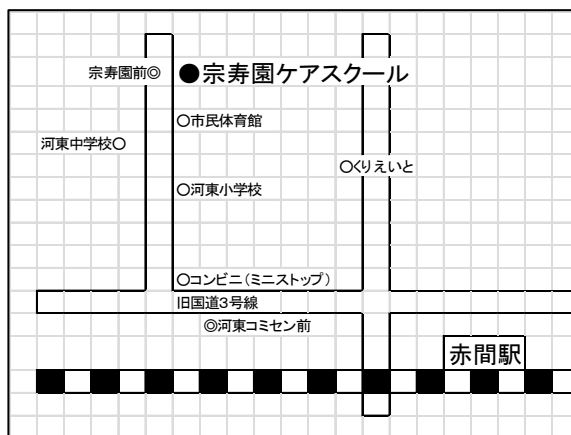 宗寿園前◎
●宗寿園ケアスクール
○市民体育館
河東中学校○
○くりえいと
○河東小学校
○コンビニ（ミニストップ）
旧国道3号線
◎河東コミセン前
赤間駅